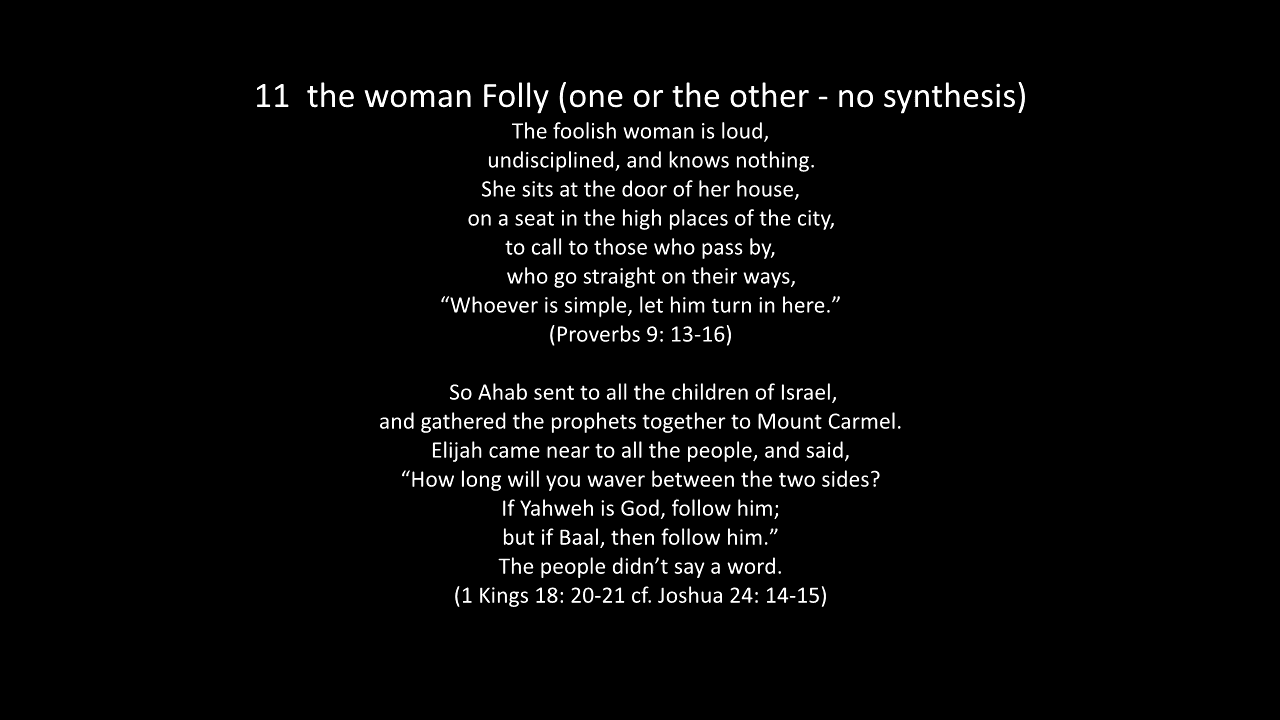 11  the woman Folly (one or the other - no synthesis)
The foolish woman is loud,
undisciplined, and knows nothing.
She sits at the door of her house,
on a seat in the high places of the city,
to call to those who pass by,
who go straight on their ways,
“Whoever is simple, let him turn in here.”
(Proverbs 9: 13-16)
So Ahab sent to all the children of Israel,
and gathered the prophets together to Mount Carmel.
Elijah came near to all the people, and said,
“How long will you waver between the two sides?
If Yahweh is God, follow him;
but if Baal, then follow him.”
The people didn’t say a word.
(1 Kings 18: 20-21 cf. Joshua 24: 14-15)